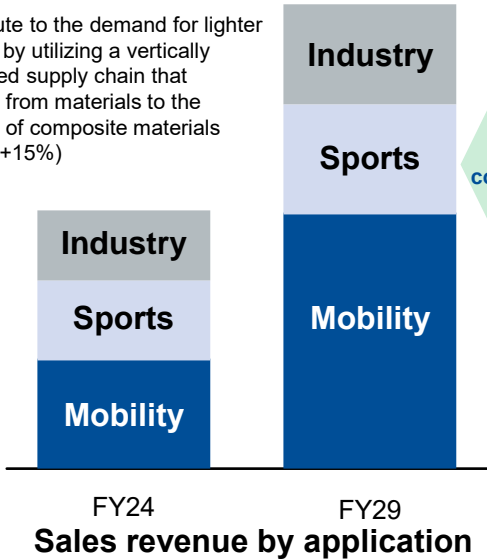 ute to the demand for lighter
by utilizing a vertically
ed supply chain that
from materials to the
of composite materials
+15%)
Industry
Sports
Mobility
Industry
Sports
Mobility
FY24
FY29
Sales revenue by application